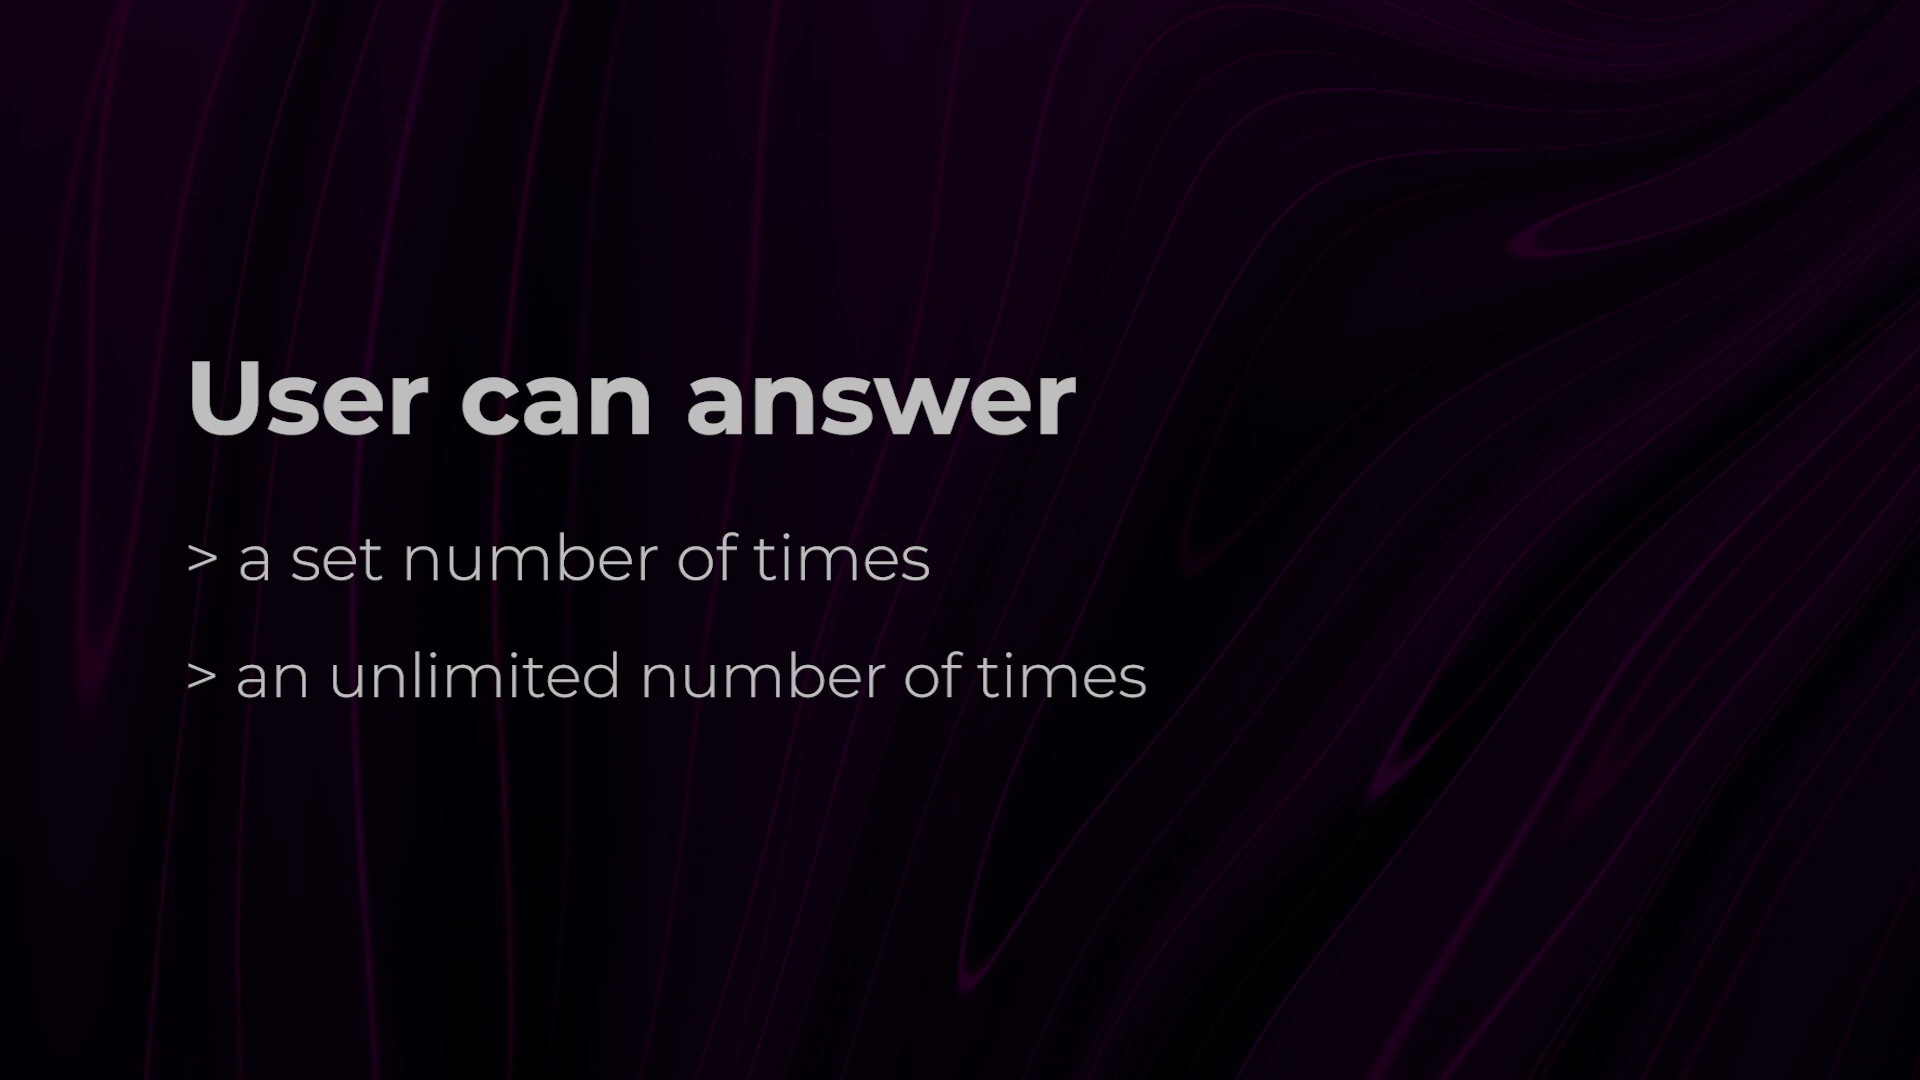 User can answer
> a set number of times
> an unlimited number of times